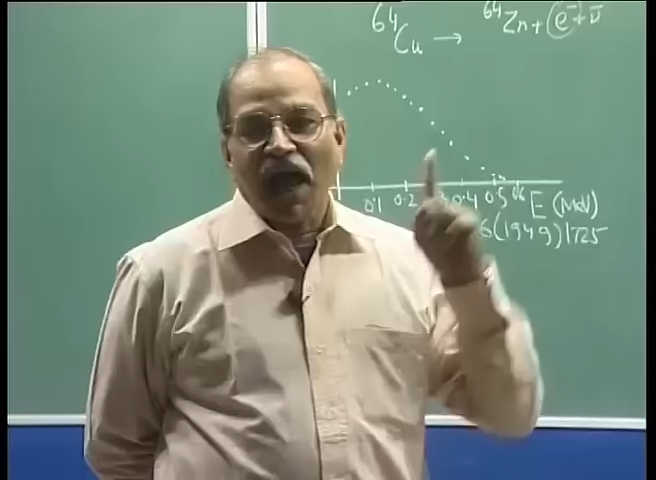 ⁶⁴Cu → ⁶⁴Zn + e⁻ + ν̄
0.1 0.2 0.4 0.5 0.6 E (MeV)
6(1949)1725